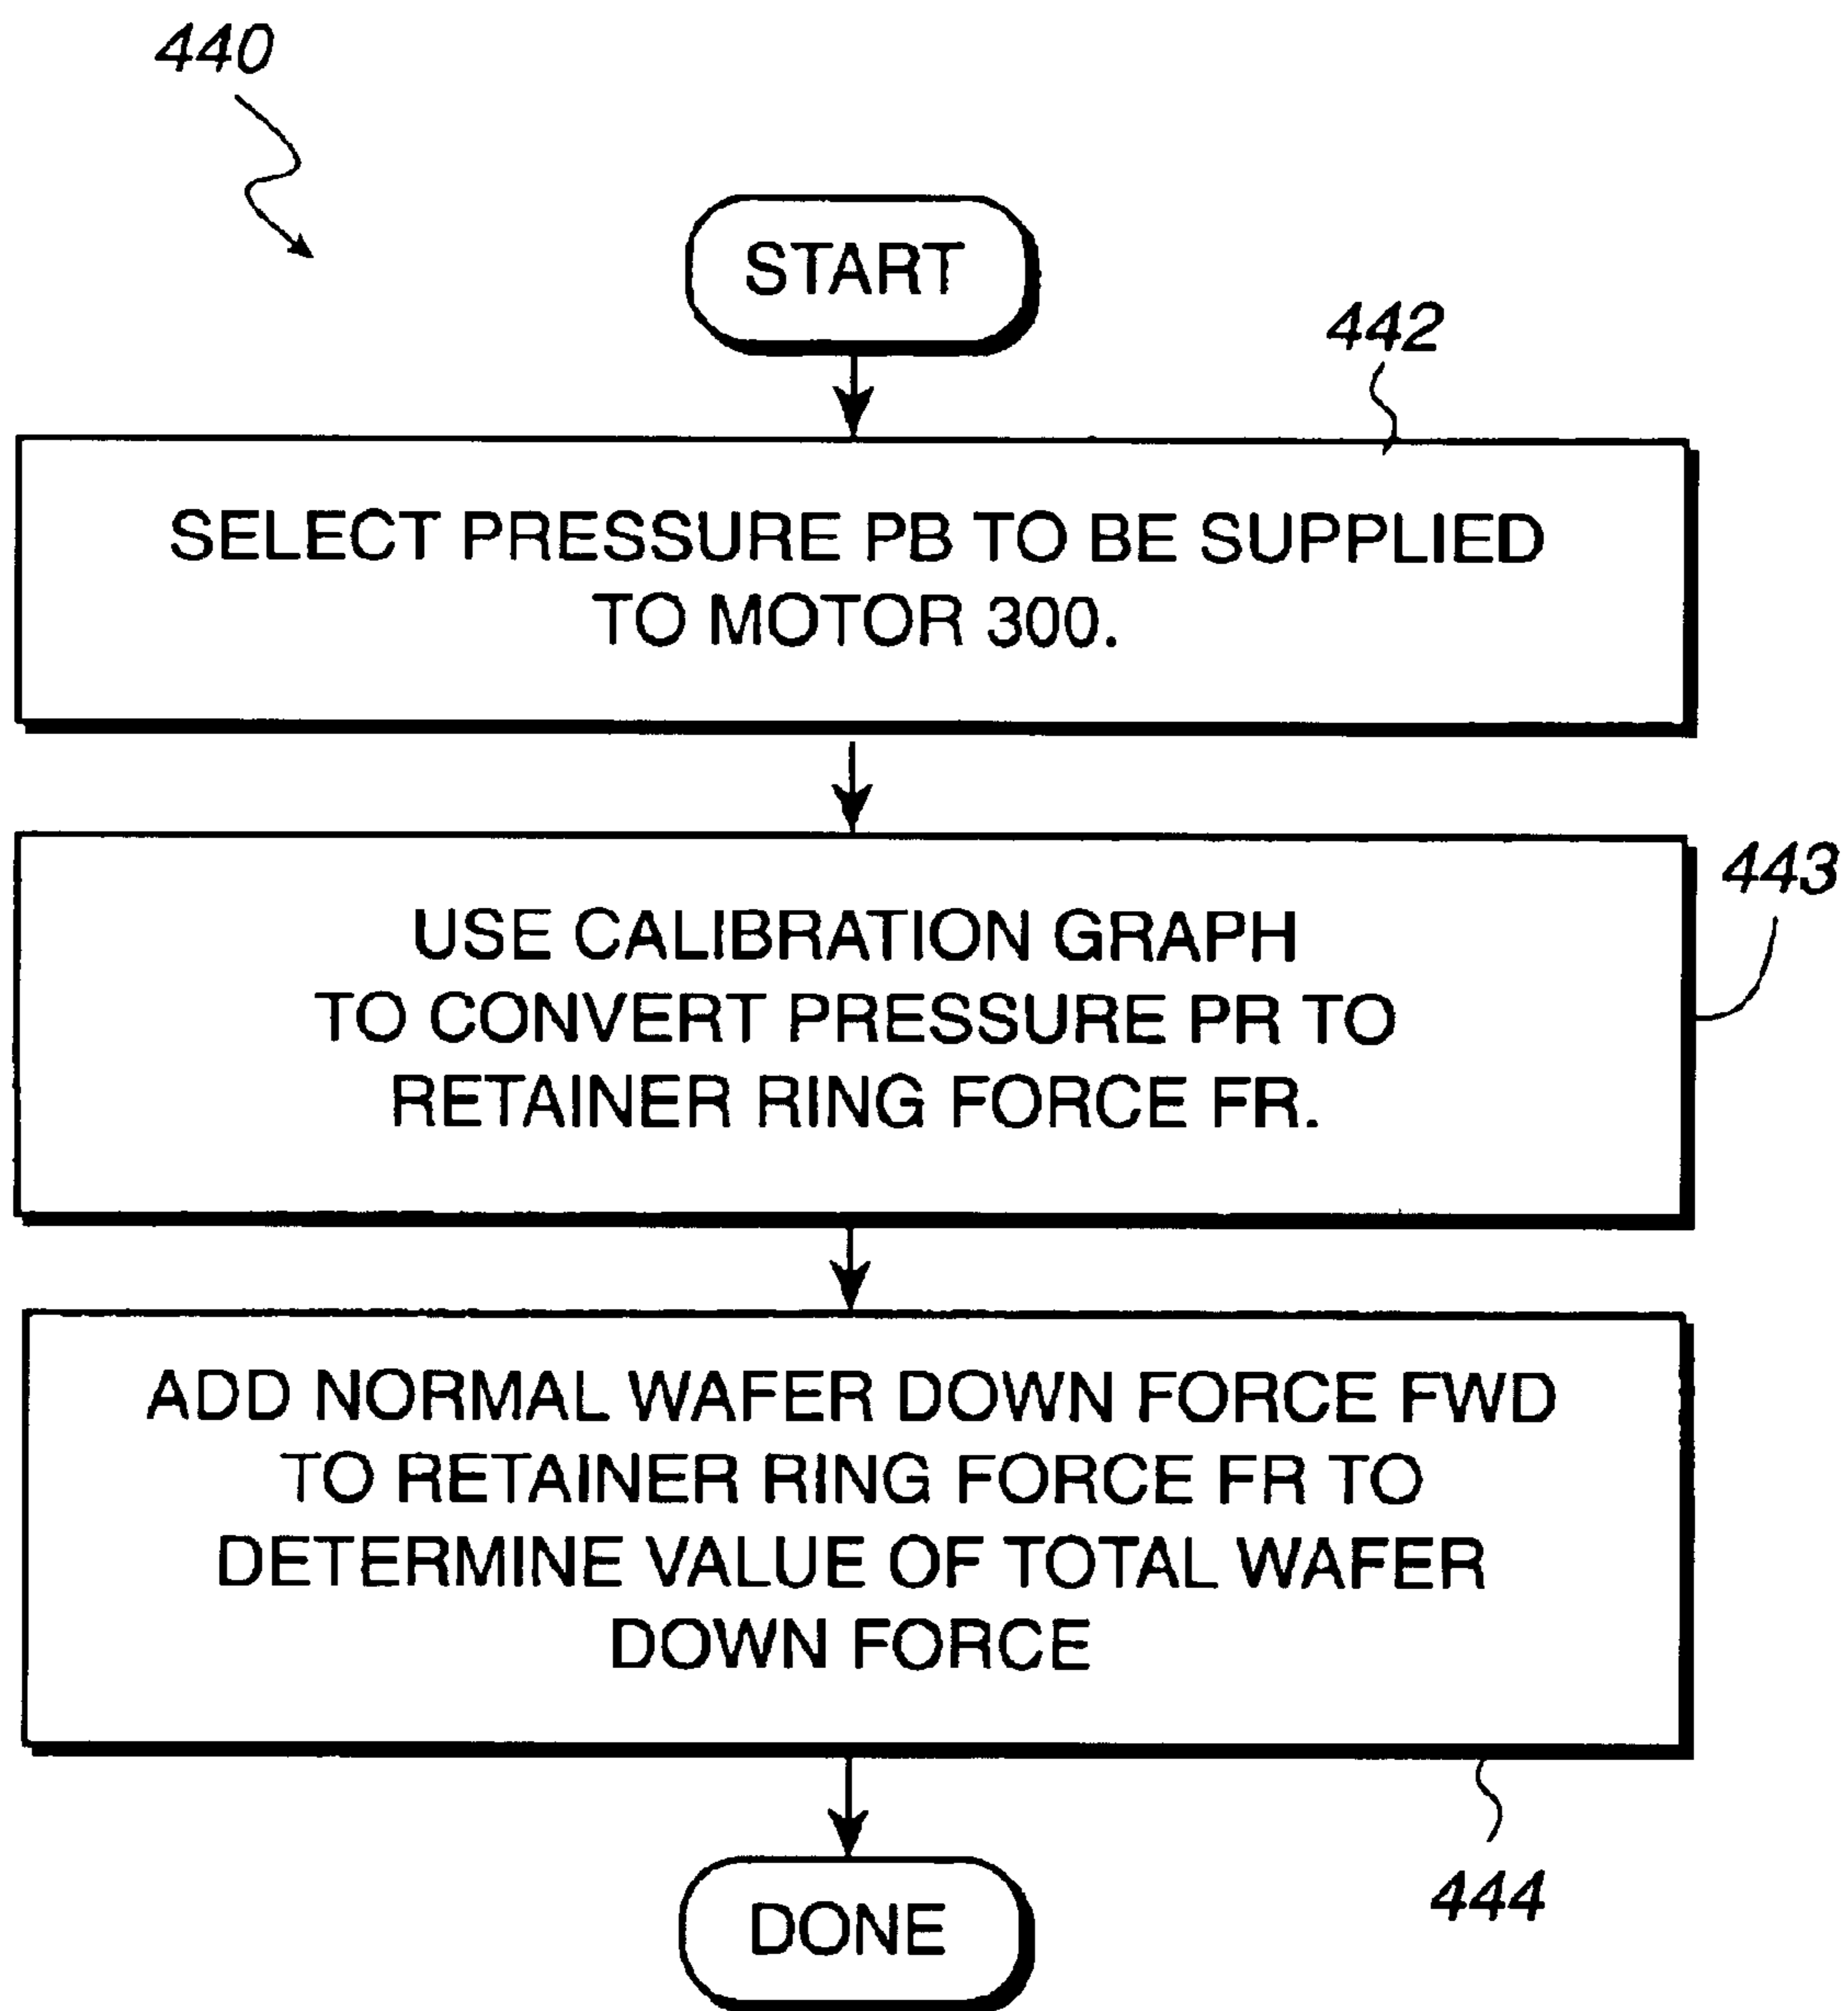 440
START
442
SELECT PRESSURE PB TO BE SUPPLIED
TO MOTOR 300.
443
USE CALIBRATION GRAPH
TO CONVERT PRESSURE PR TO
RETAINER RING FORCE FR.
ADD NORMAL WAFER DOWN FORCE FWD
TO RETAINER RING FORCE FR TO
DETERMINE VALUE OF TOTAL WAFER
DOWN FORCE
444
DONE